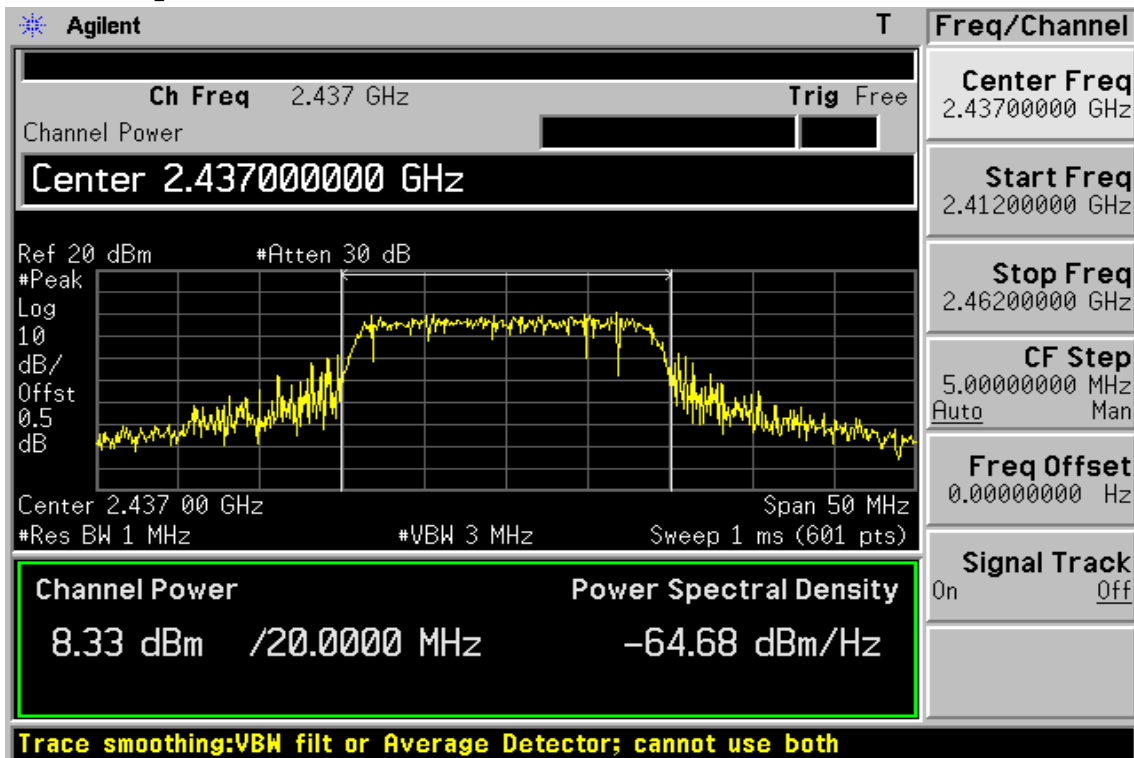 Agilent T
Freq/Channel
Ch Freq 2.437 GHz Trig Free
Channel Power
Center 2.437000000 GHz
Ref 20 dBm #Atten 30 dB
#Peak
Log
10
dB/
Offst
0.5
dB
Center 2.437 00 GHz Span 50 MHz
#Res BW 1 MHz #VBW 3 MHz Sweep 1 ms (601 pts)
Channel Power Power Spectral Density
8.33 dBm /20.0000 MHz -64.68 dBm/Hz
Trace smoothing:VBW filt or Average Detector; cannot use both
Center Freq
2.43700000 GHz
Start Freq
2.41200000 GHz
Stop Freq
2.46200000 GHz
CF Step
5.00000000 MHz
Auto Man
Freq Offset
0.00000000 Hz
Signal Track
On Off